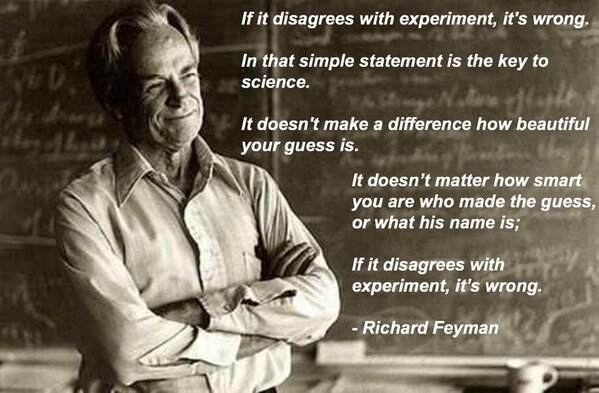 If it disagrees with experiment, it's wrong.
In that simple statement is the key to
science.
It doesn't make a difference how beautiful
your guess is.
It doesn’t matter how smart
you are who made the guess,
or what his name is;
If it disagrees with
experiment, it’s wrong.
- Richard Feyman